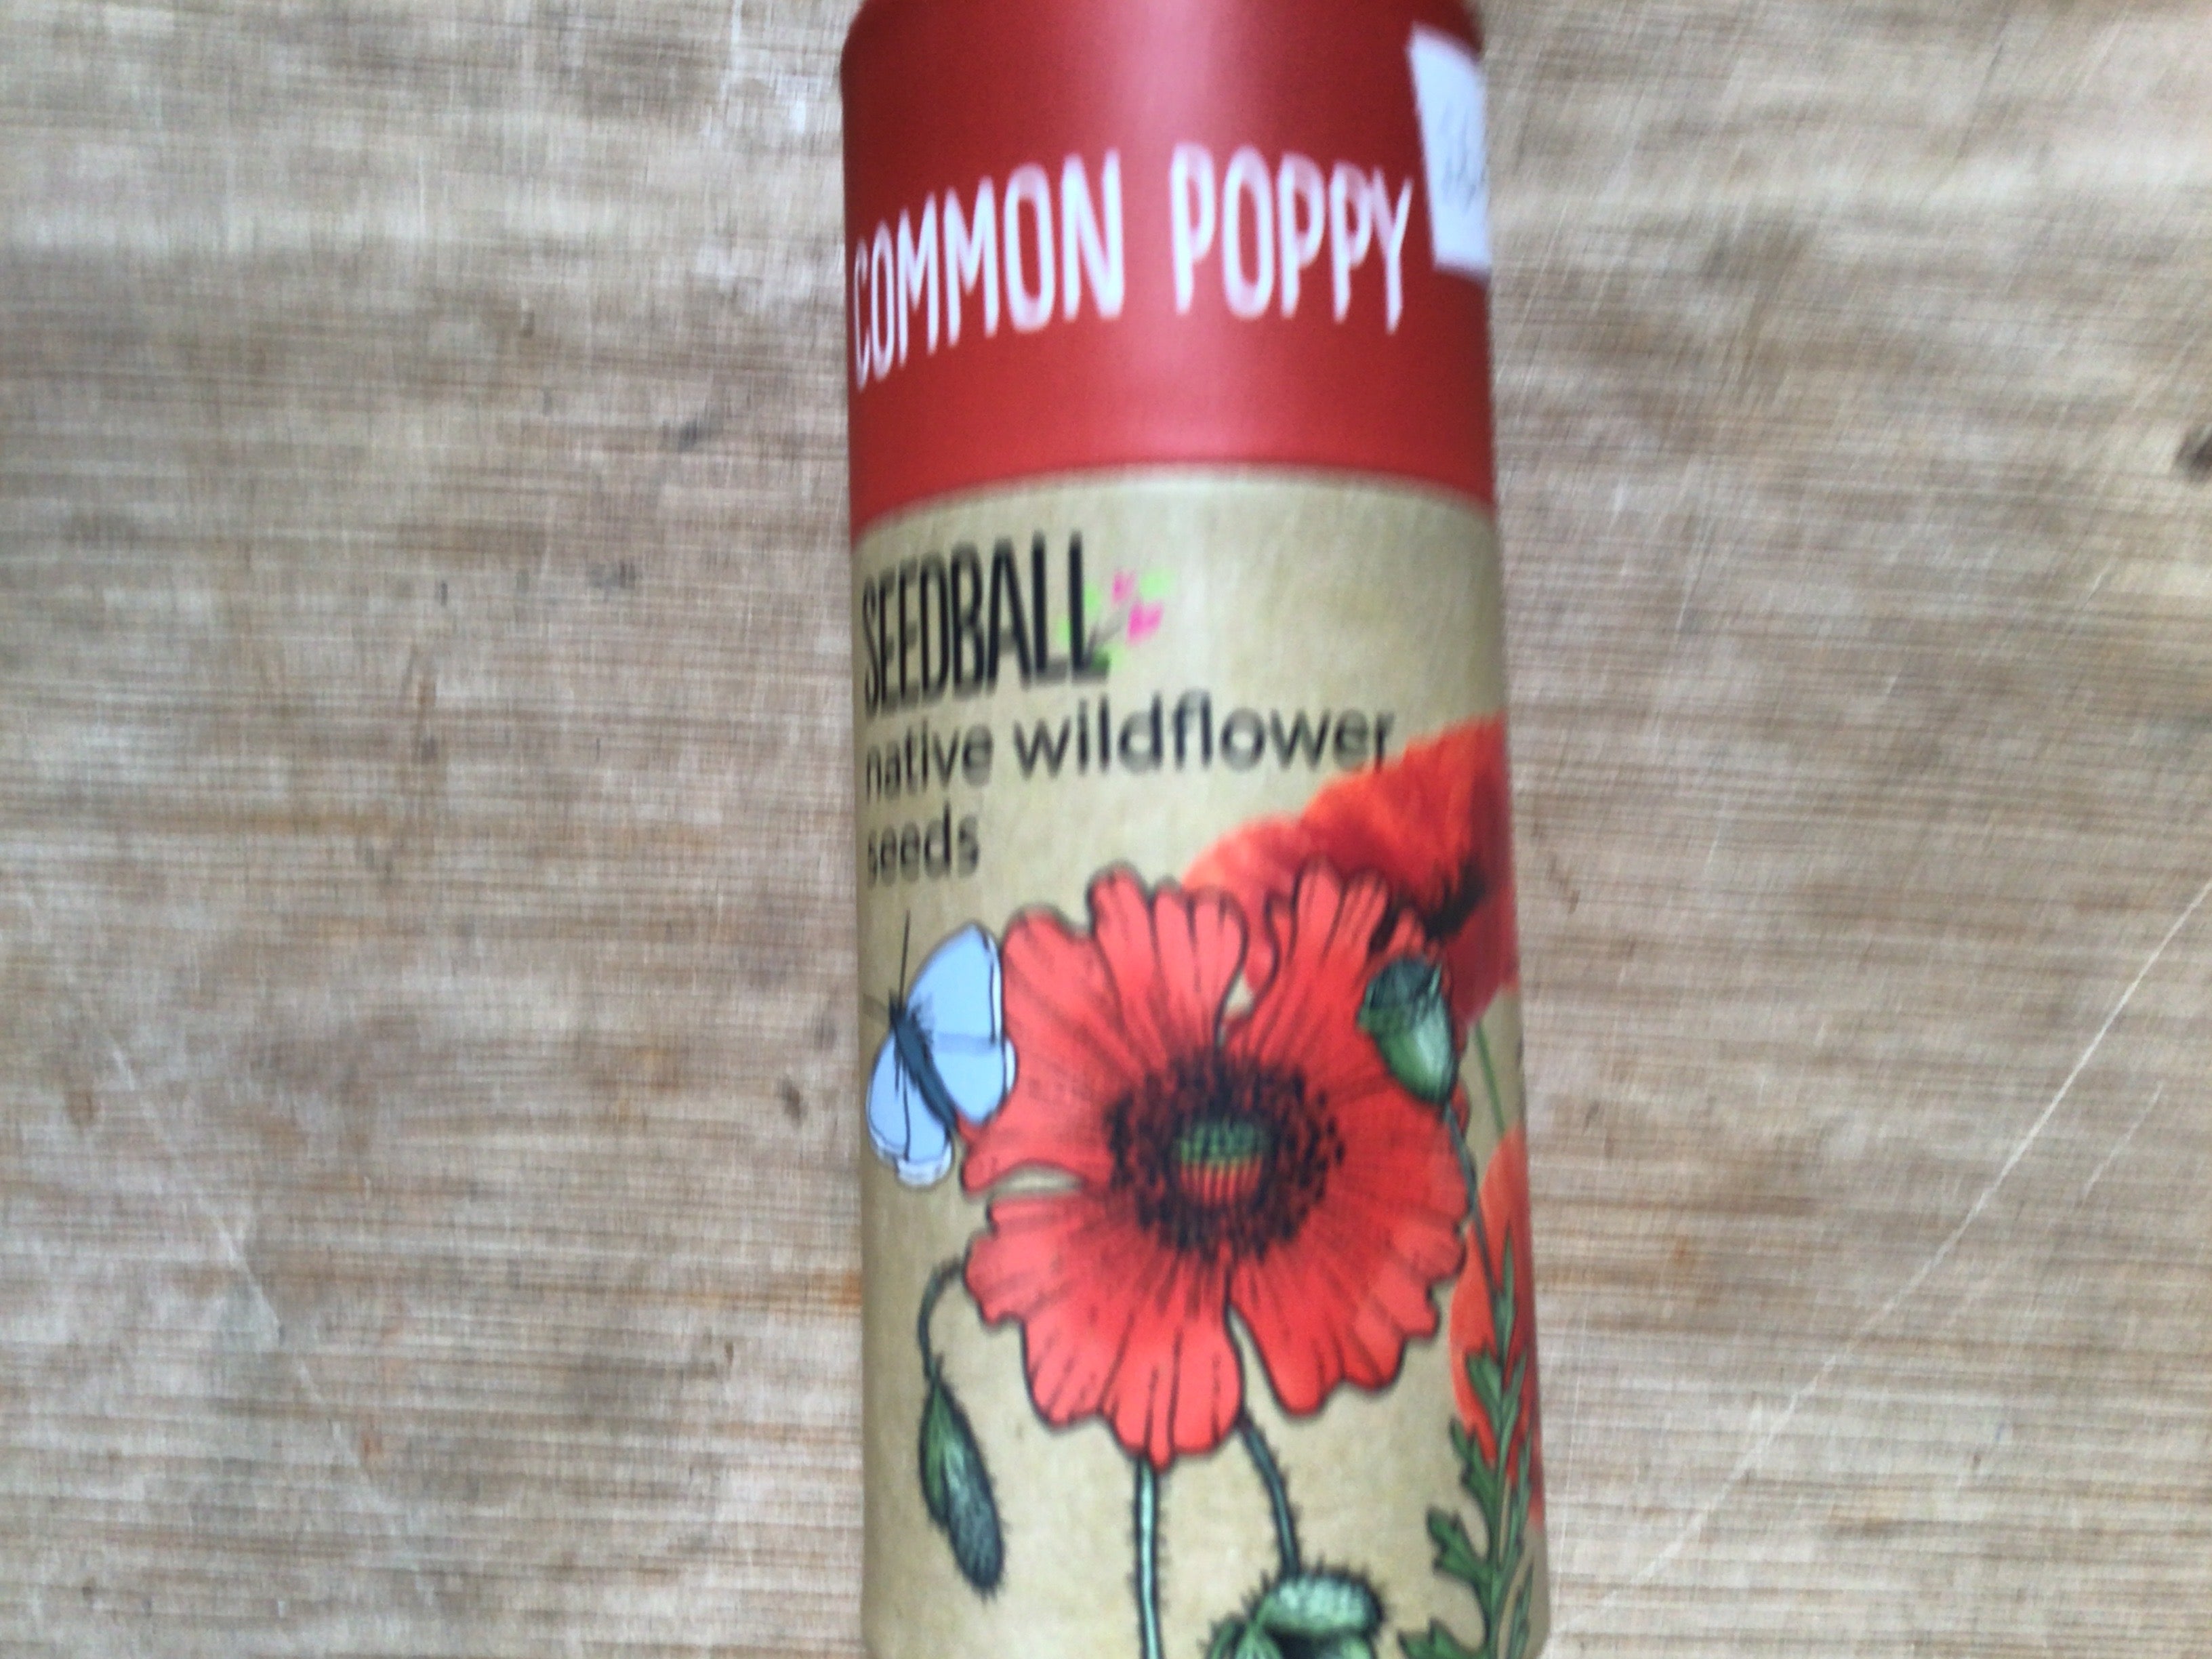 COMMON POPPY
SEEDBALL
native wildflower
seeds